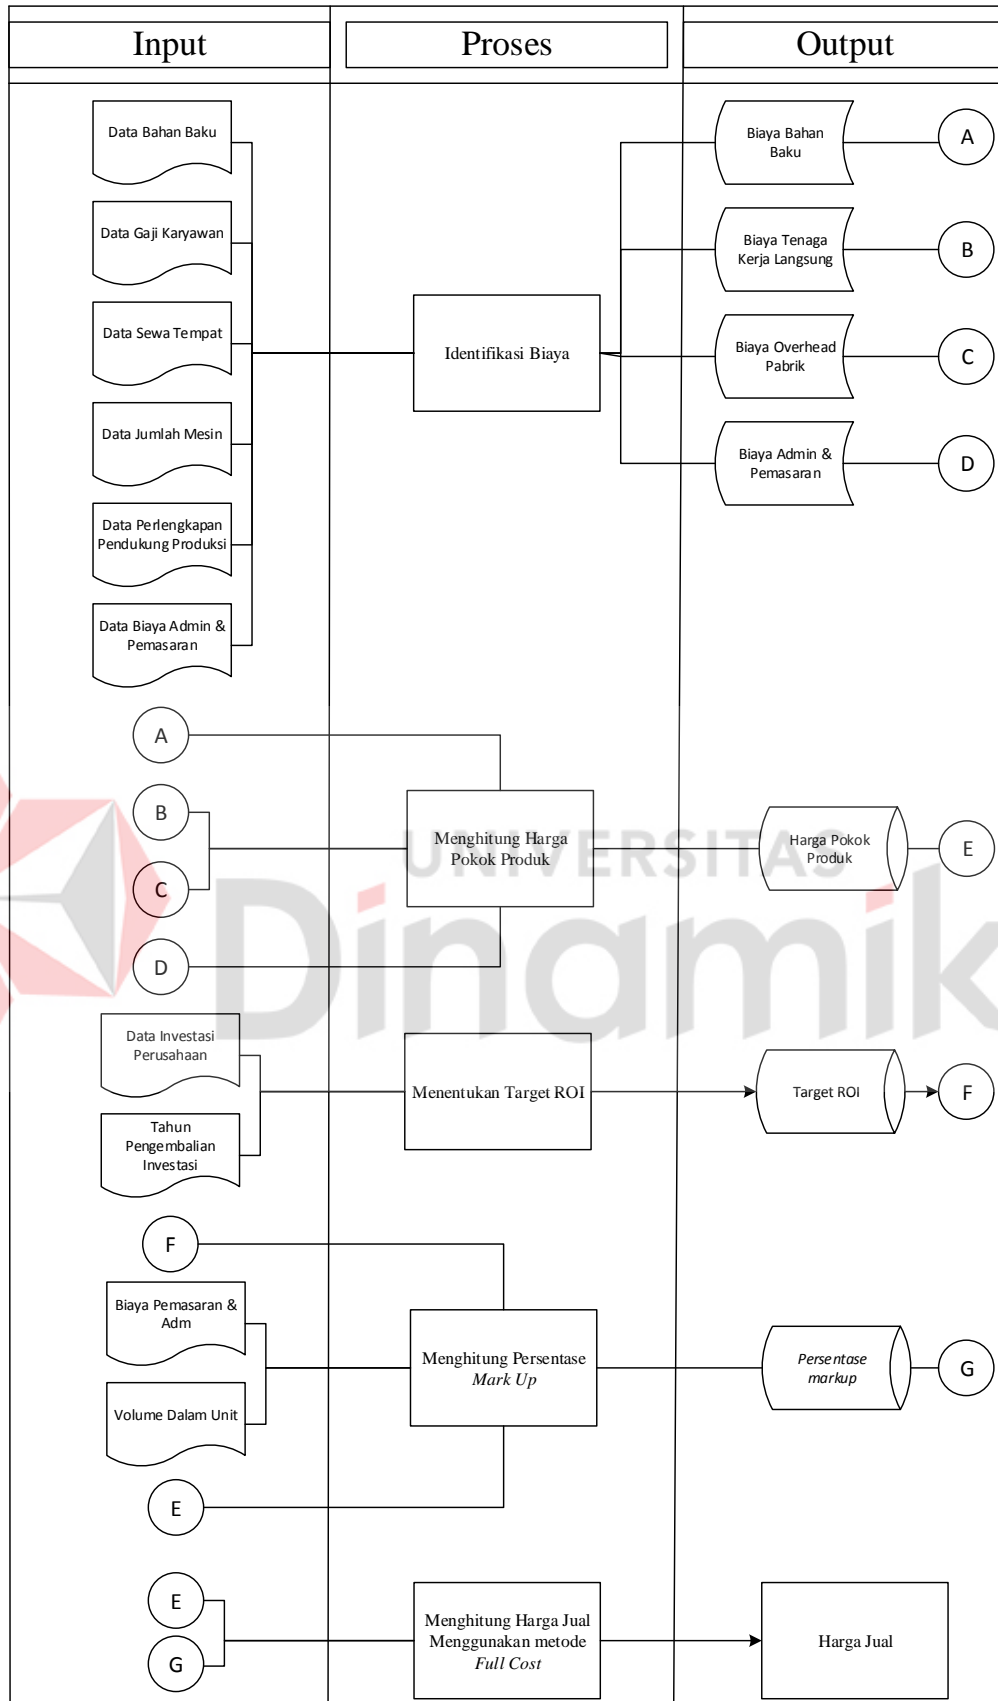 Input
Proses
Output
Data Bahan Baku
Data Gaji Karyawan
Data Sewa Tempat
Data Jumlah Mesin
Data Perlengkapan
Pendukung Produksi
Data Biaya Admin &
Pemasaran
Identifikasi Biaya
Biaya Bahan
Baku
A
Biaya Tenaga
Kerja Langsung
B
Biaya Overhead
Pabrik
C
Biaya Admin &
Pemasaran
D
A
B
C
D
Menghitung Harga
Pokok Produk
Harga Pokok
Produk
E
UNIVERSITAS
Dinamik
Data Investasi
Perusahaan
Tahun
Pengembalian
Investasi
Menentukan Target ROI
Target ROI
F
F
Biaya Pemasaran &
Adm
Volume Dalam Unit
E
Menghitung Persentase
Mark Up
Persentase
markup
G
E
G
Menghitung Harga Jual
Menggunakan metode
Full Cost
Harga Jual